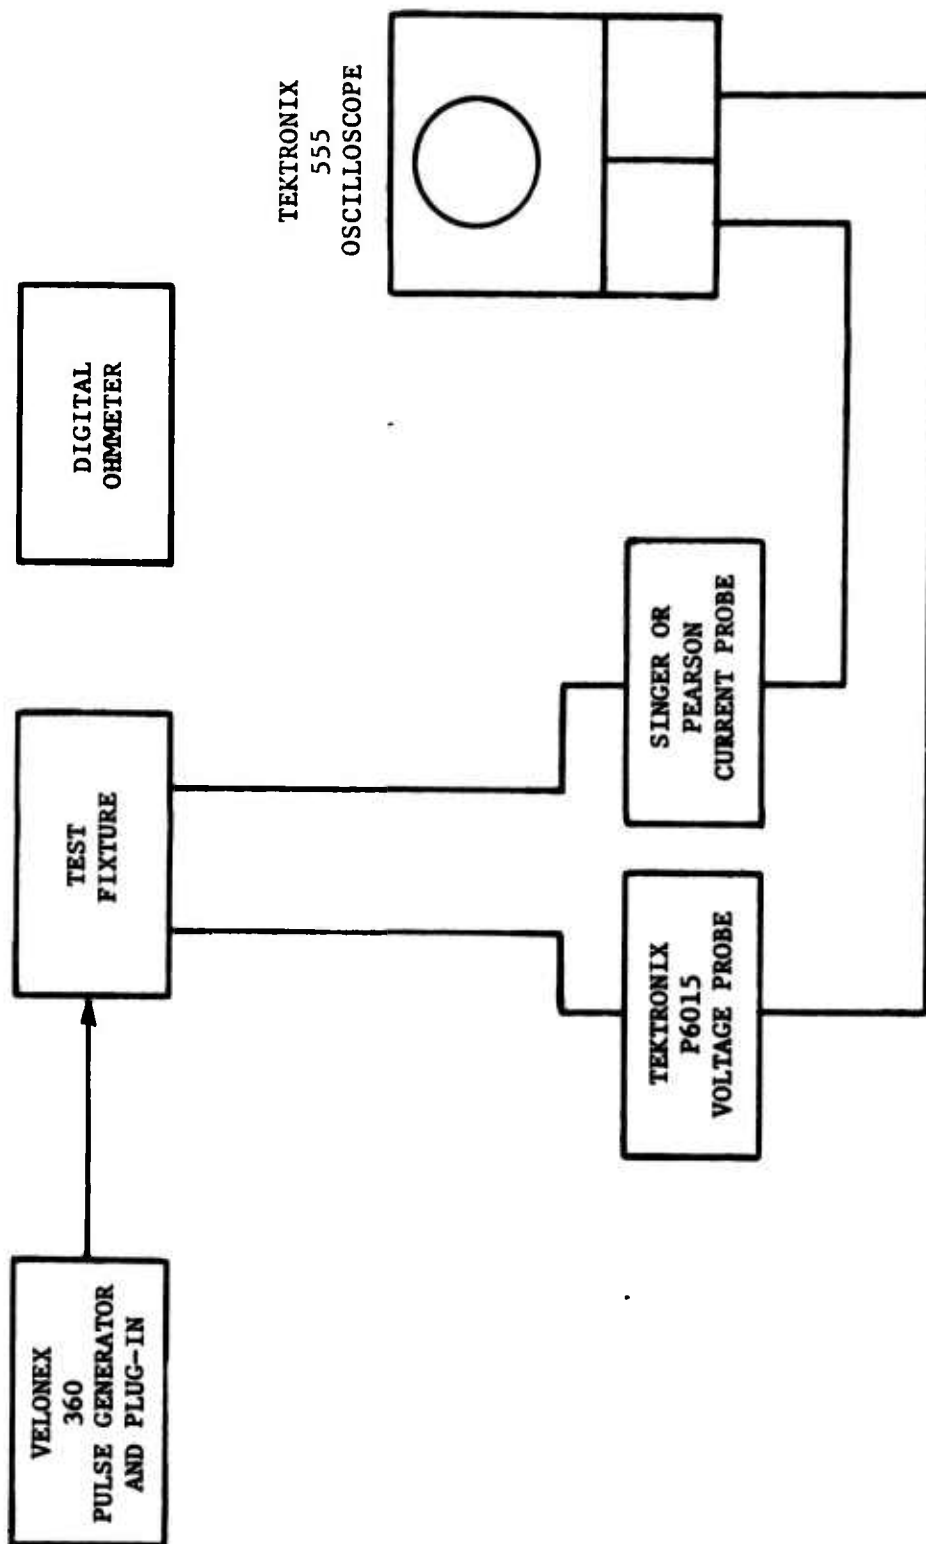 VELONEX
360
PULSE GENERATOR
AND PLUG-IN
TEST
FIXTURE
DIGITAL
OHMMETER
TEKTRONIX
555
OSCILLOSCOPE
TEKTRONIX
P6015
VOLTAGE PROBE
SINGER OR
PEARSON
CURRENT PROBE